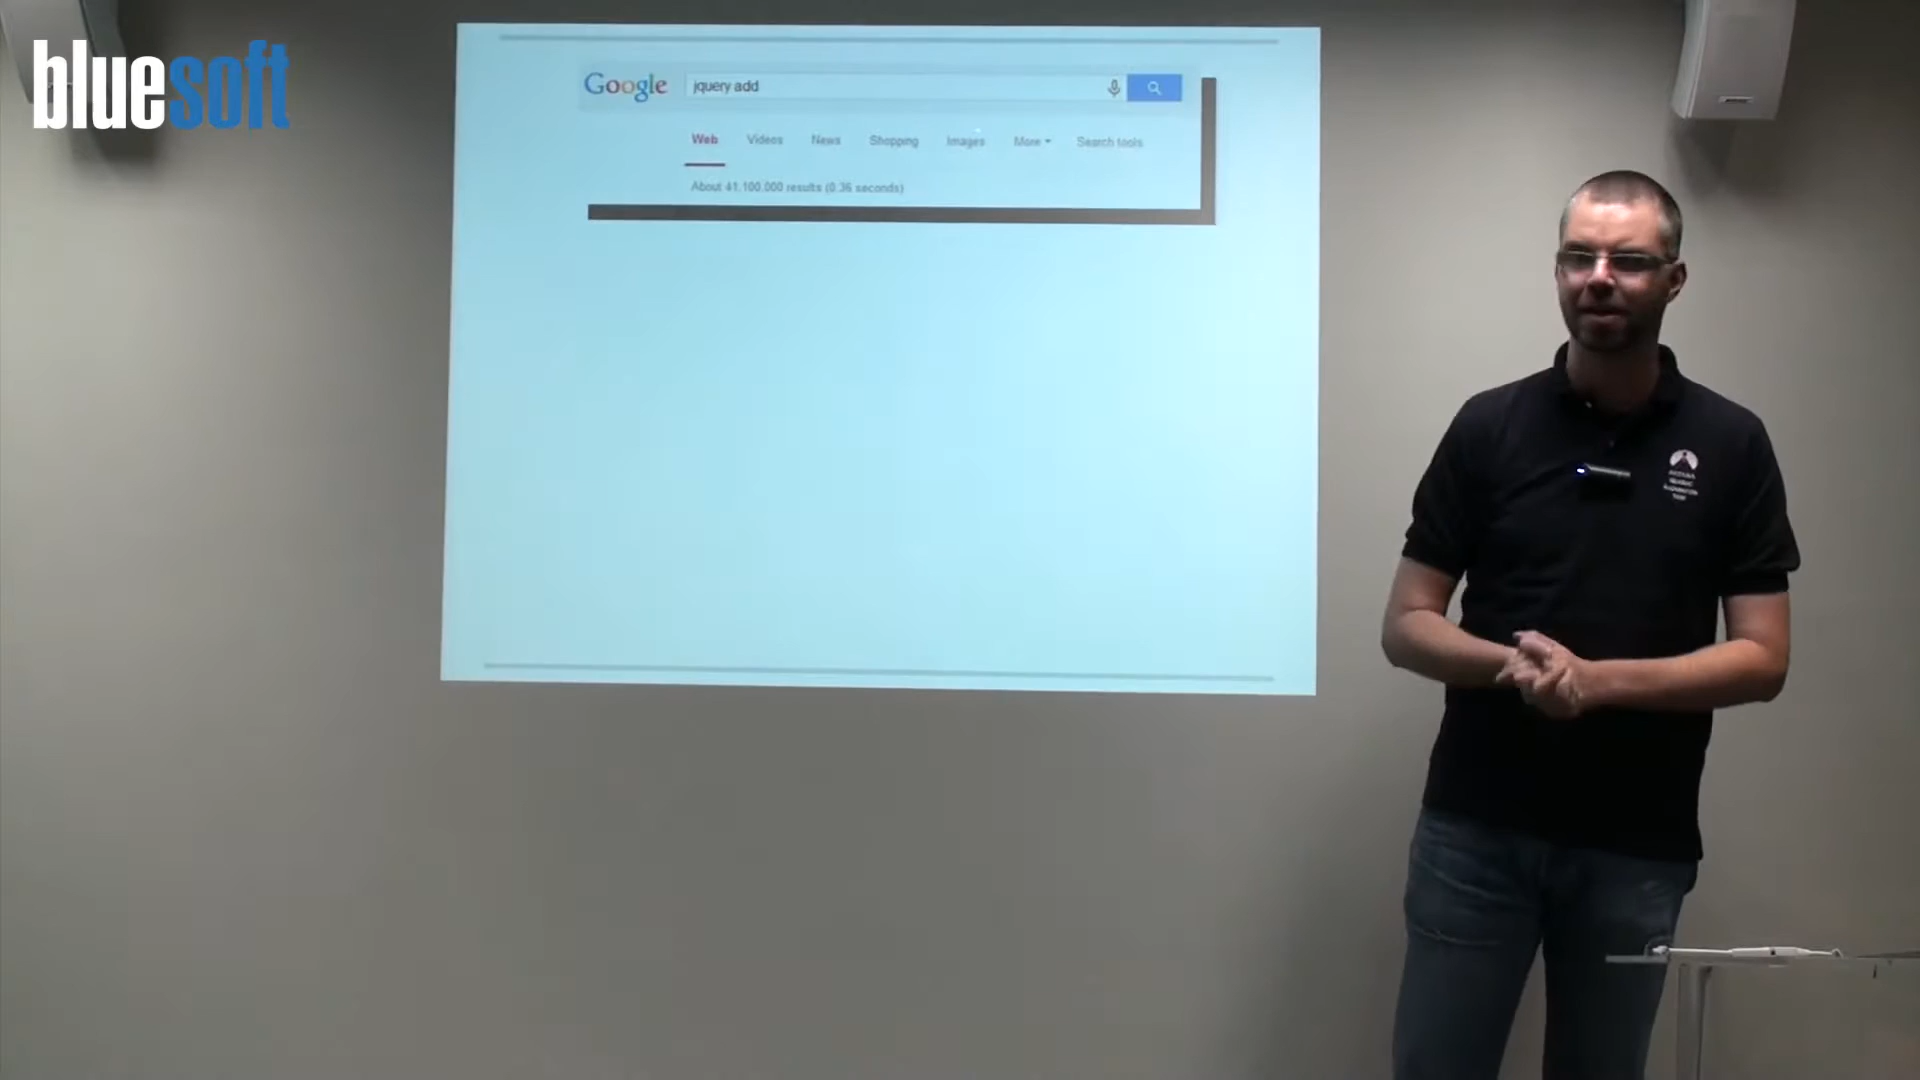 bluesoft
Google jquery add
Web Videos News Shopping Images More Search tools
About 41.100.000 results (0.36 seconds)